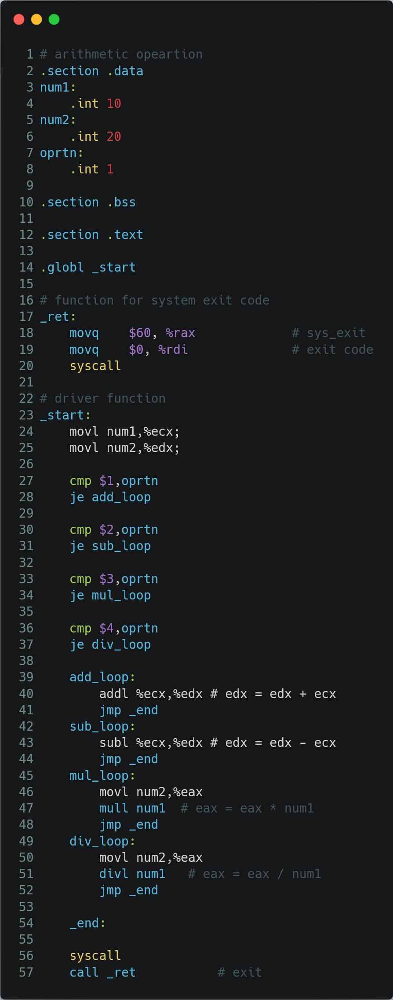 1 # arithmetic opeartion
2 .section .data
3 num1:
4     .int 10
5 num2:
6     .int 20
7 oprtn:
8     .int 1
9
10 .section .bss
11
12 .section .text
13
14 .globl _start
15
16 # function for system exit code
17 _ret:
18     movq    $60, %rax             # sys_exit
19     movq    $0, %rdi              # exit code
20     syscall
21
22 # driver function
23 _start:
24     movl num1,%ecx;
25     movl num2,%edx;
26
27     cmp $1,oprtn
28     je add_loop
29
30     cmp $2,oprtn
31     je sub_loop
32
33     cmp $3,oprtn
34     je mul_loop
35
36     cmp $4,oprtn
37     je div_loop
38
39     add_loop:
40         addl %ecx,%edx # edx = edx + ecx
41         jmp _end
42     sub_loop:
43         subl %ecx,%edx # edx = edx - ecx
44         jmp _end
45     mul_loop:
46         movl num2,%eax
47         mull num1  # eax = eax * num1
48         jmp _end
49     div_loop:
50         movl num2,%eax
51         divl num1   # eax = eax / num1
52         jmp _end
53
54     _end:
55
56     syscall
57     call _ret           # exit